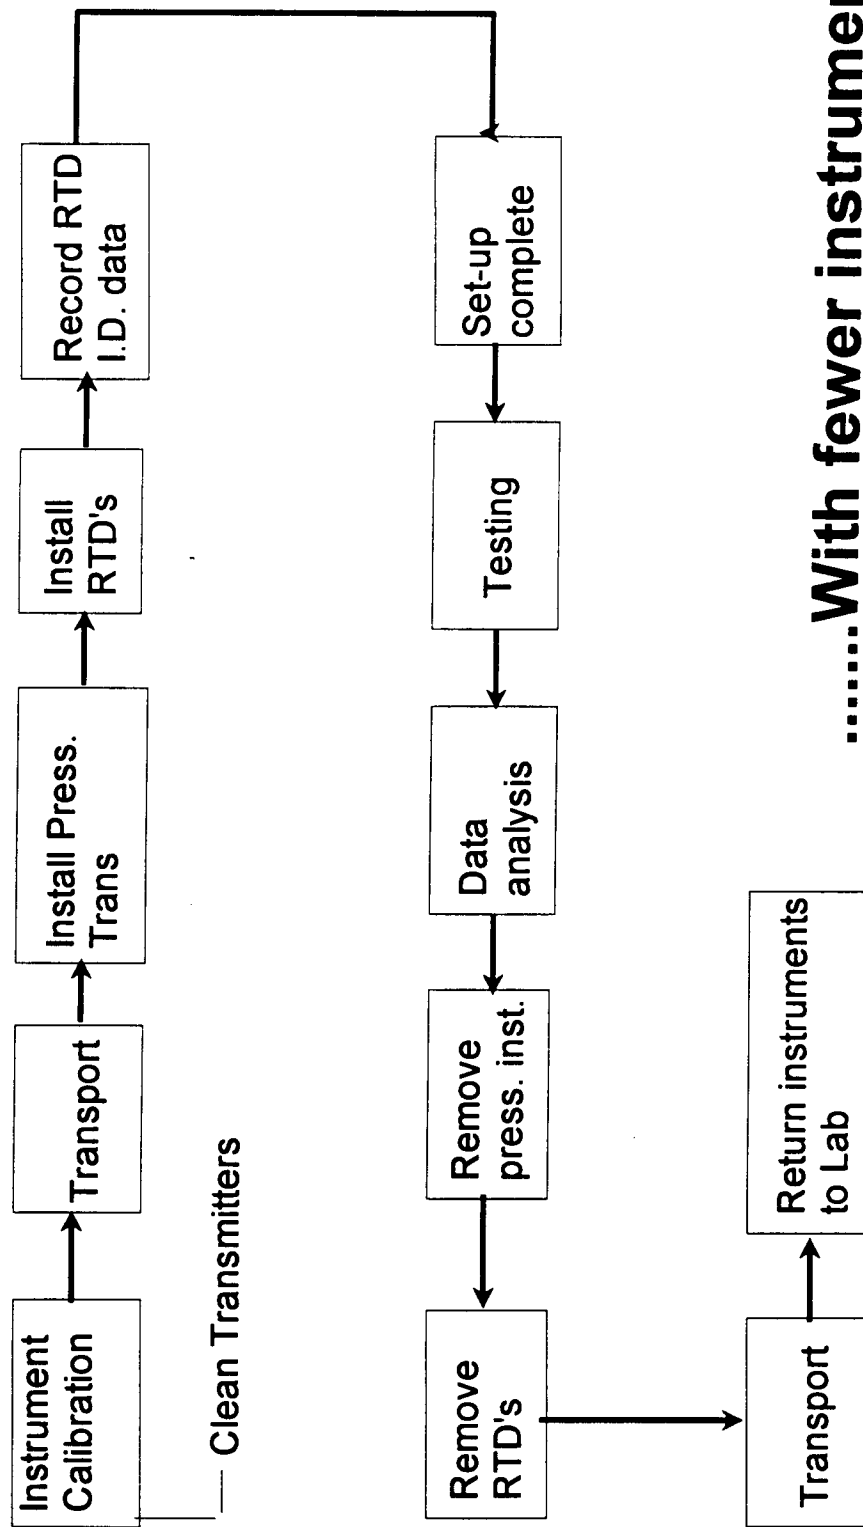 Instrument
Calibration
Transport
Install Press.
Trans
Install
RTD's
Record RTD
I.D. data
Clean Transmitters
Set-up
complete
Testing
Data
analysis
Remove
press. inst.
Remove
RTD's
Transport
Return instruments
to Lab
.......With fewer